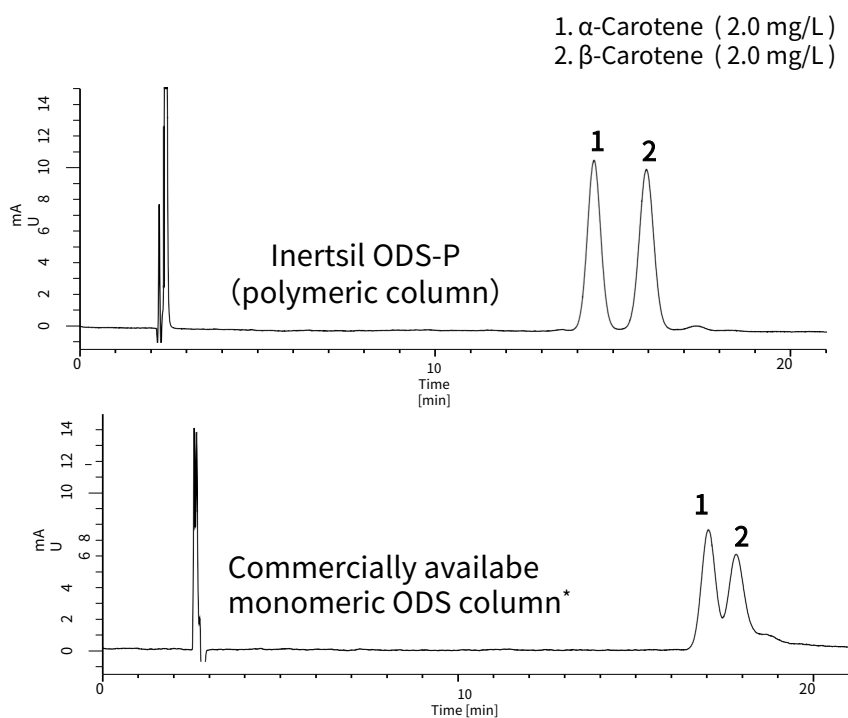 1. α-Carotene ( 2.0 mg/L )
2. β-Carotene ( 2.0 mg/L )
14
12
10
8
6
4
2
0
mA
U
1
2
Inertsil ODS-P
(polymeric column)
0
10
20
Time
[min]
14
12
10
8
6
4
2
0
mA
U
1
2
Commercially availabe
monomeric ODS column*
0
10
20
Time [min]